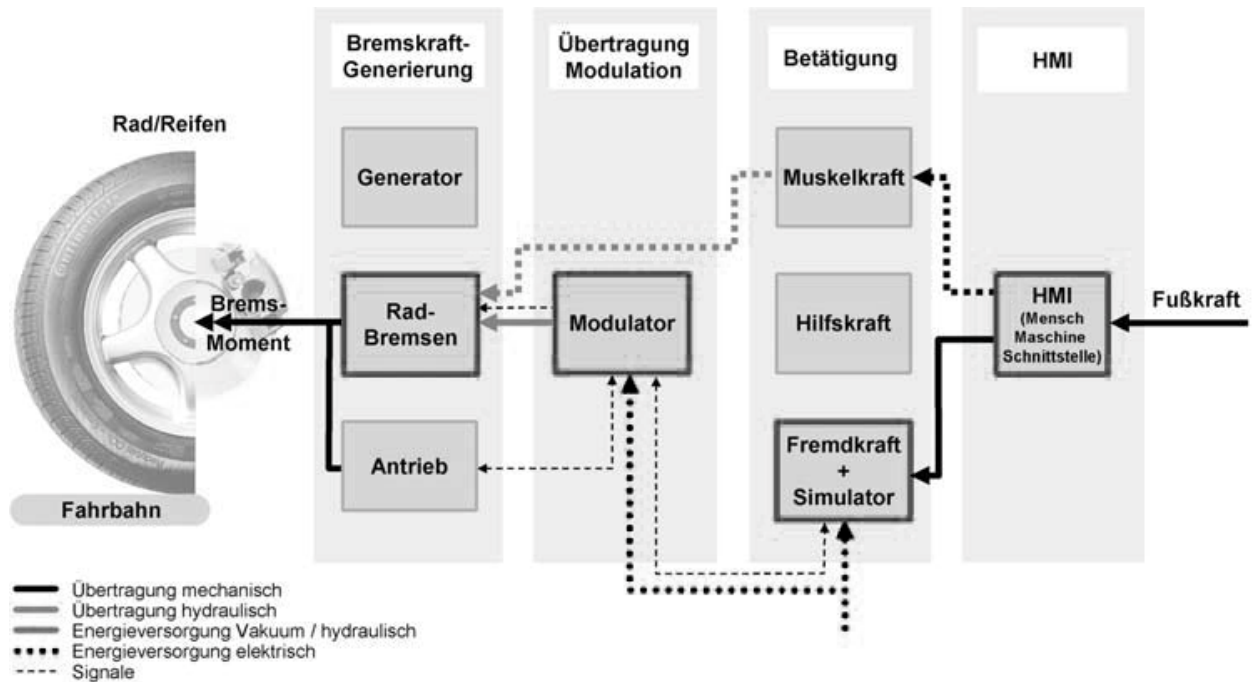 Bremskraft-
Generierung
Übertragung
Modulation
Betätigung
HMI
Rad/Reifen
Generator
Muskelkraft
Brems-
Moment
Rad-
Bremsen
Modulator
Hilfskraft
HMI
(Mensch
Maschine
Schnittstelle)
Fußkraft
Antrieb
Fremdkraft
+
Simulator
Fahrbahn
Übertragung mechanisch
Übertragung hydraulisch
Energieversorgung Vakuum / hydraulisch
Energieversorgung elektrisch
Signale